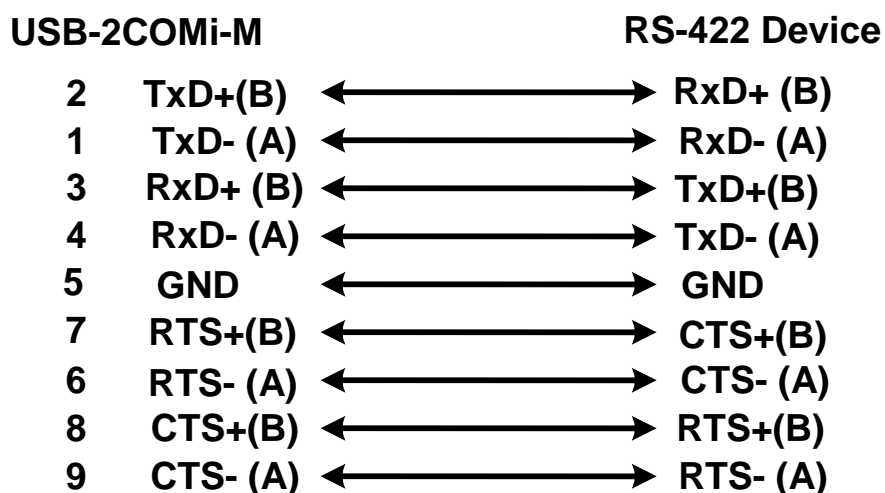 USB-2COMi-M RS-422 Device
2 TxD+(B) RxD+ (B)
1 TxD- (A) RxD- (A)
3 RxD+ (B) TxD+(B)
4 RxD- (A) TxD- (A)
5 GND GND
7 RTS+(B) CTS+(B)
6 RTS- (A) CTS- (A)
8 CTS+(B) RTS+(B)
9 CTS- (A) RTS- (A)